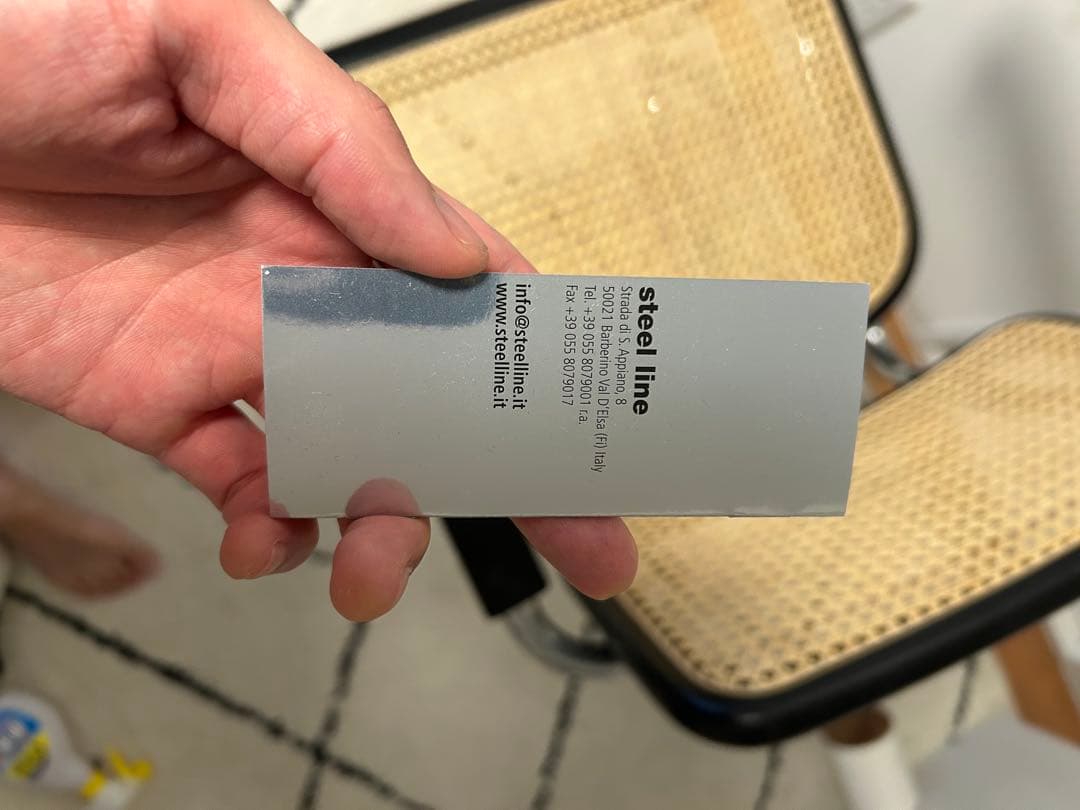 steel line
Strada di S. Appiano, 8
50021 Barberino Val D'Elsa (Fi) Italy
Tel. +39 055 8079001 r.a.
Fax +39 055 8079017
info@steelline.it
www.steelline.it